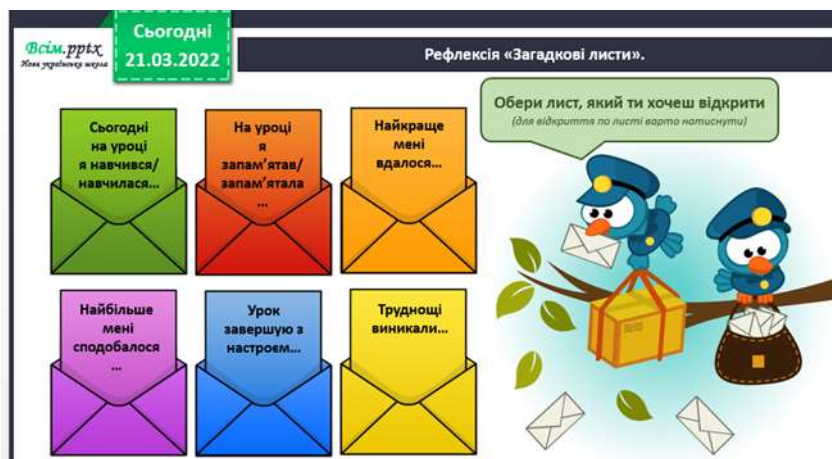 Всім.pptx
Нова українська школа
Сьогодні
21.03.2022
Рефлексія «Загадкові листи».
Обери лист, який ти хочеш відкрити
(для відкриття по листі варто натиснути)
Сьогодні
на уроці
я навчився/
навчилася...
На уроці
я
запам’ятав/
запам’ятала
...
Найкраще
мені
вдалося...
Найбільше
мені
сподобалося
...
Урок
завершую з
настроєм...
Труднощі
виникали...